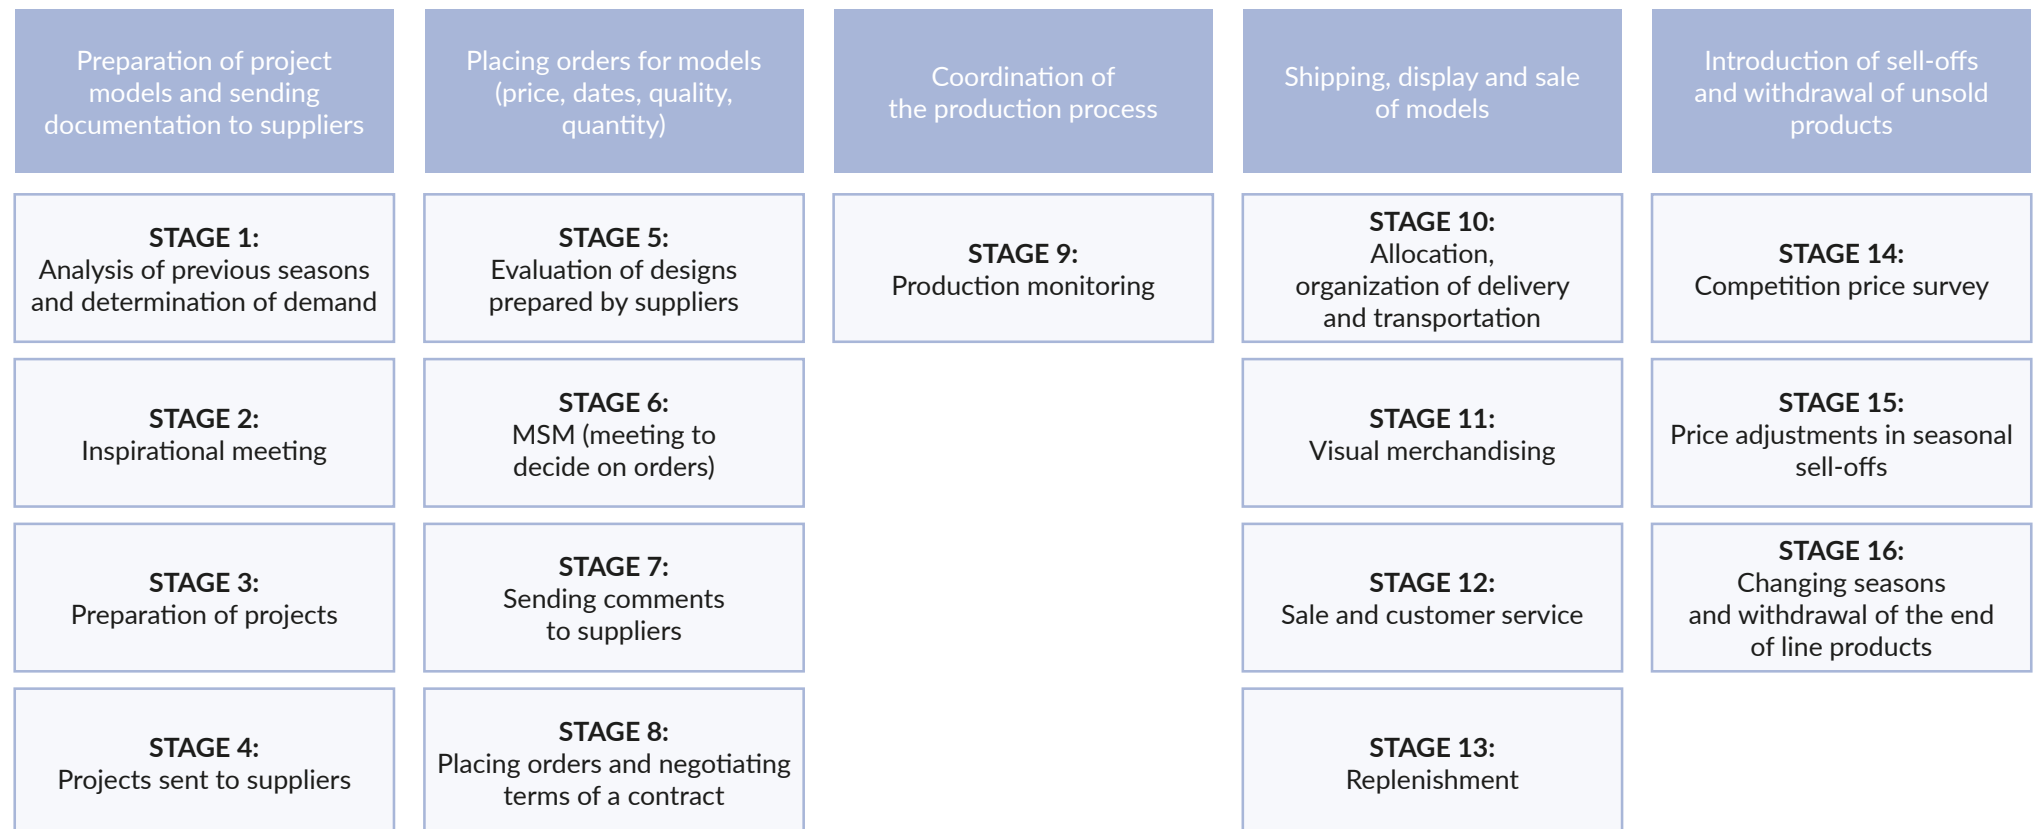 Preparation of project
models and sending
documentation to suppliers
Placing orders for models
(price, dates, quality,
quantity)
Coordination of
the production process
Shipping, display and sale
of models
Introduction of sell-offs
and withdrawal of unsold
products
STAGE 1:
Analysis of previous seasons
and determination of demand
STAGE 5:
Evaluation of designs
prepared by suppliers
STAGE 9:
Production monitoring
STAGE 10:
Allocation,
organization of delivery
and transportation
STAGE 14:
Competition price survey
STAGE 2:
Inspirational meeting
STAGE 6:
MSM (meeting to
decide on orders)
STAGE 11:
Visual merchandising
STAGE 15:
Price adjustments in seasonal
sell-offs
STAGE 3:
Preparation of projects
STAGE 7:
Sending comments
to suppliers
STAGE 12:
Sale and customer service
STAGE 16:
Changing seasons
and withdrawal of the end
of line products
STAGE 4:
Projects sent to suppliers
STAGE 8:
Placing orders and negotiating
terms of a contract
STAGE 13:
Replenishment